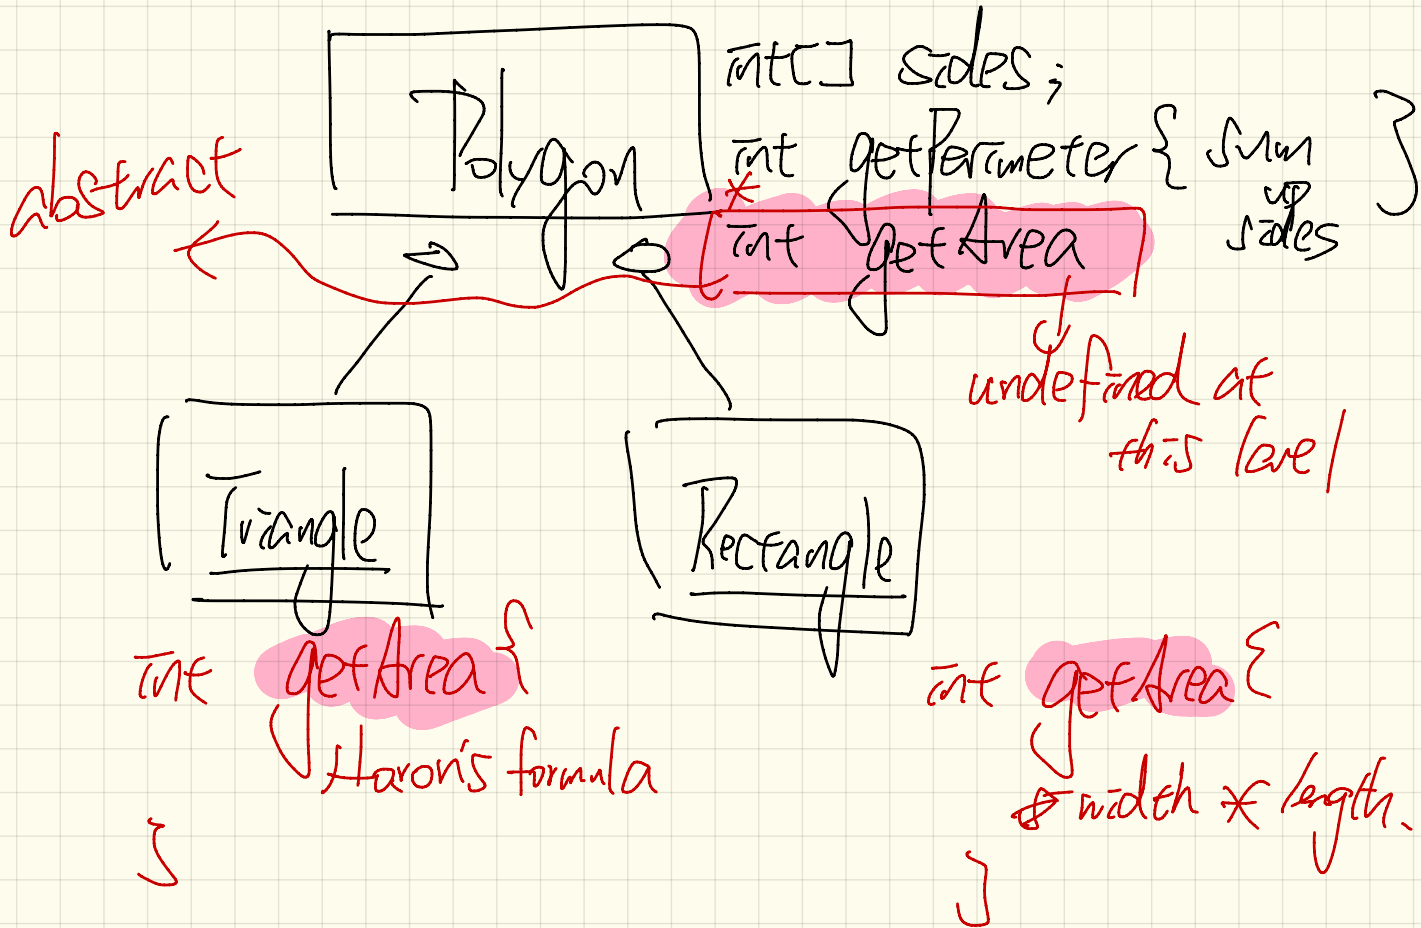 int[] sides;
Polygon
int getPerimeter { sum up sides }
abstract
* int getArea
undefined at
this level
Triangle
Rectangle
int getArea {
Haron's formula
}
int getArea {
width * length.
}